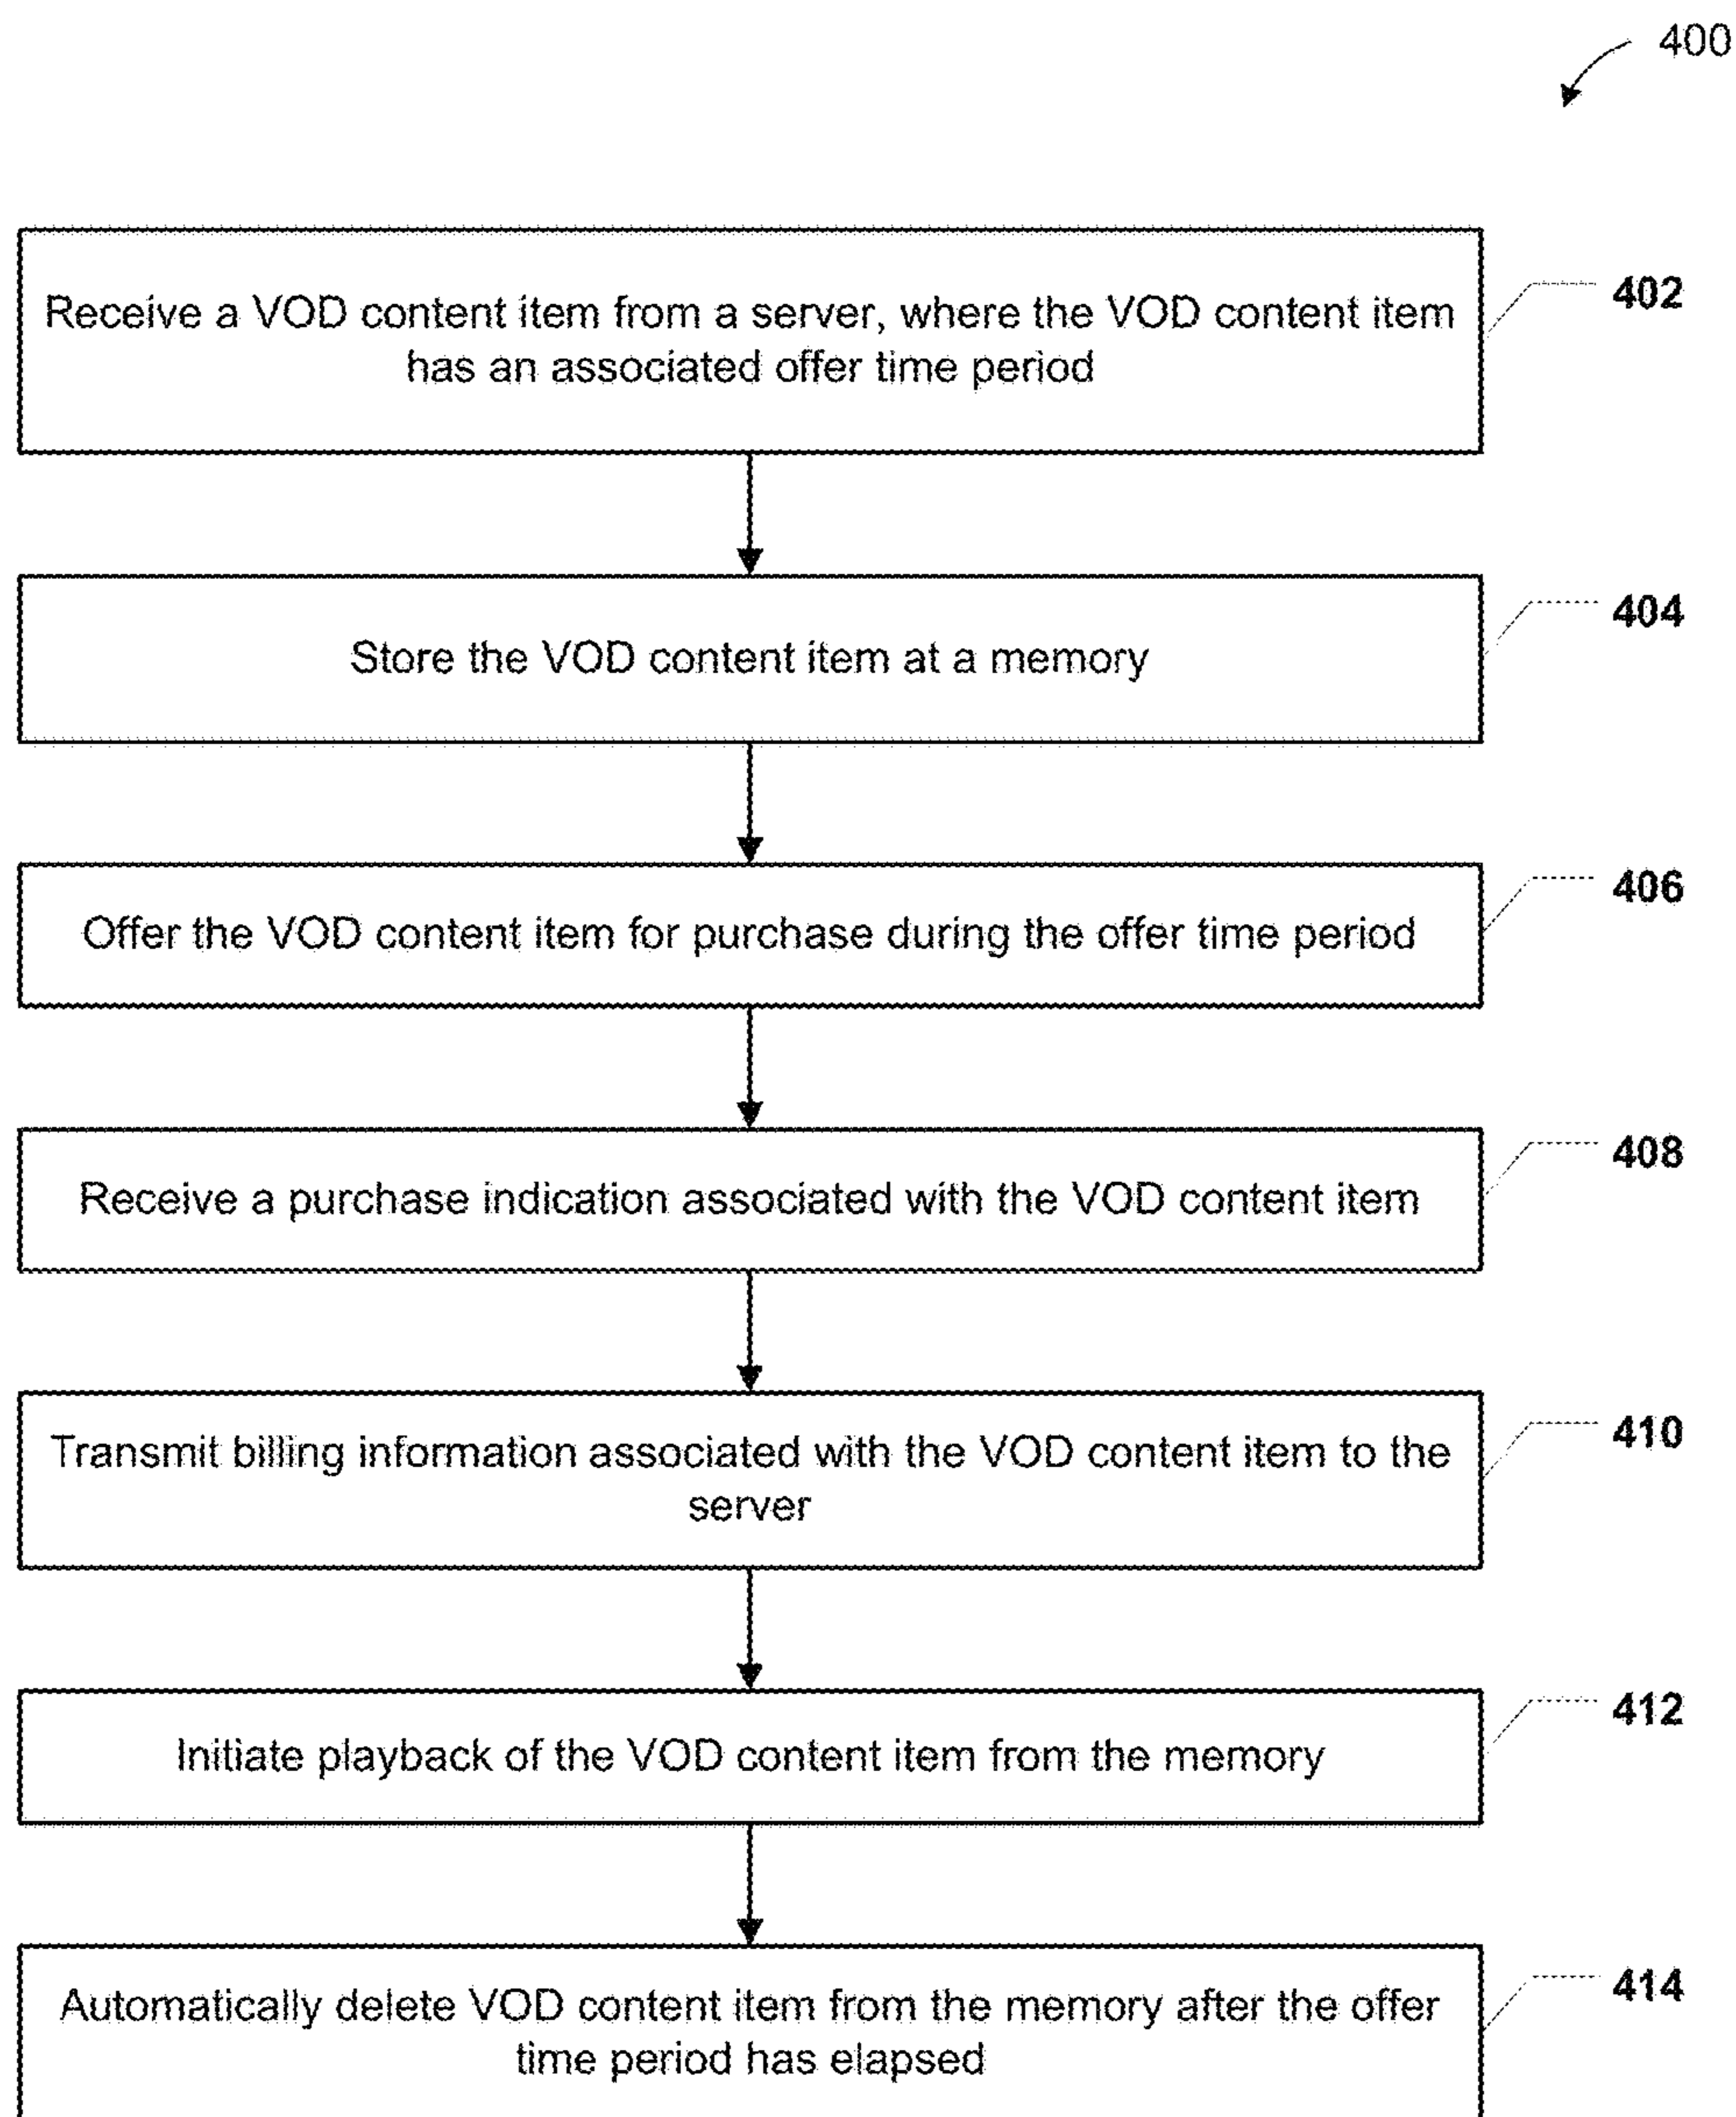 400
Receive a VOD content item from a server, where the VOD content item
has an associated offer time period
402
Store the VOD content item at a memory
404
Offer the VOD content item for purchase during the offer time period
406
Receive a purchase indication associated with the VOD content item
408
Transmit billing information associated with the VOD content item to the
server
410
Initiate playback of the VOD content item from the memory
412
Automatically delete VOD content item from the memory after the offer
time period has elapsed
414